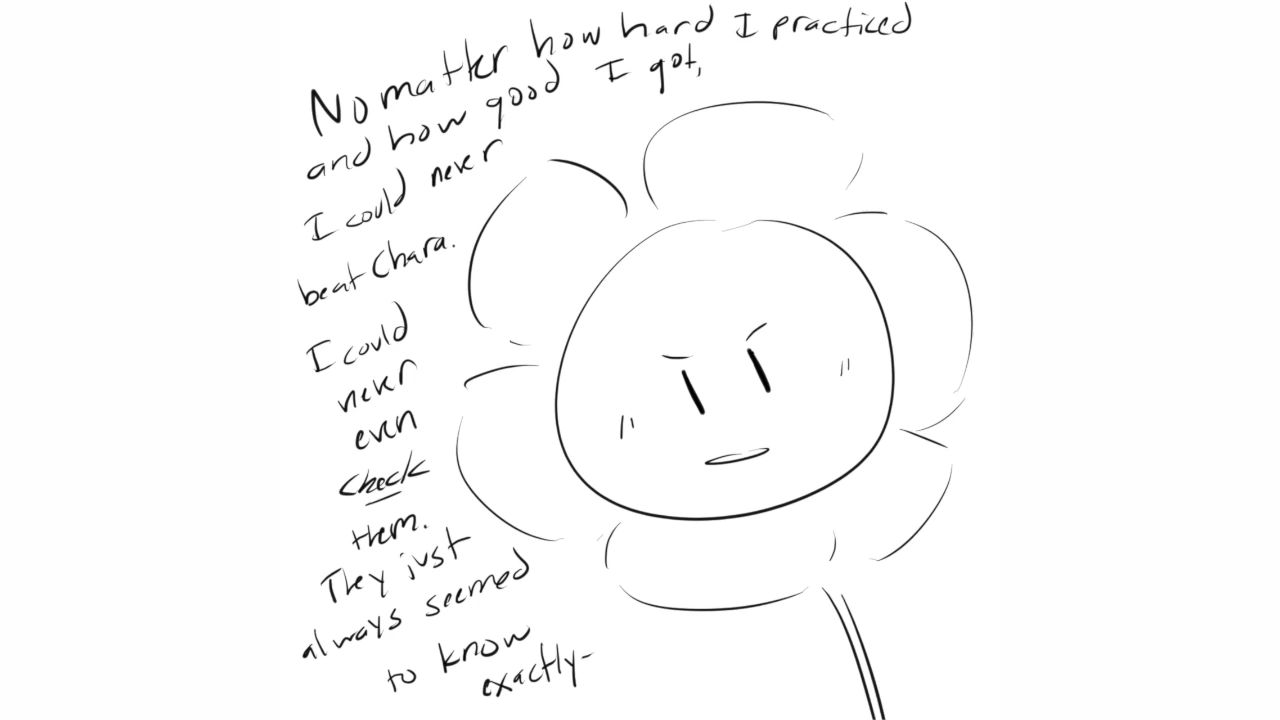 No matter how hard I practiced
and how good I got,
I could never
beat Chara.
I could
never
even
check
them.
They just
always seemed
to know
exactly-